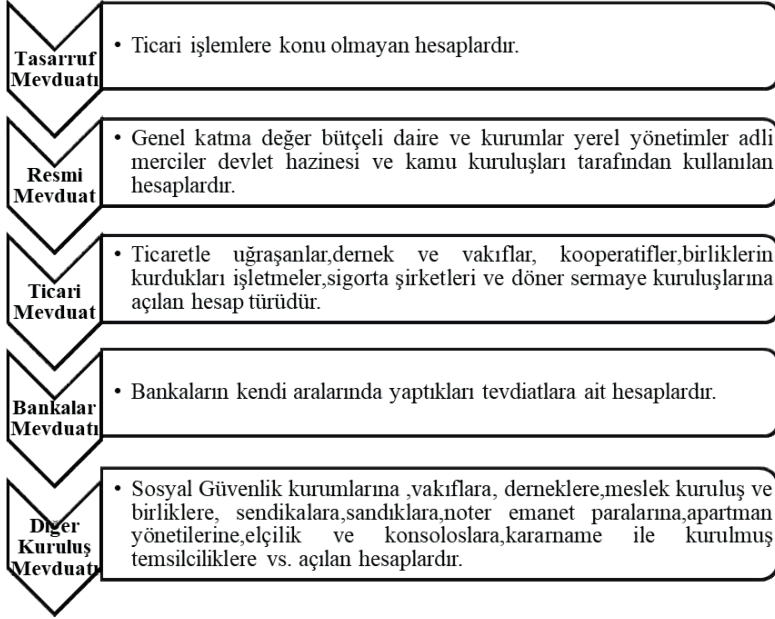 Tasarruf
Mevduatı
• Ticari işlemlere konu olmayan hesaplardır.
Resmi
Mevduat
• Genel katma değer bütçeli daire ve kurumlar yerel yönetimler adli
merciler devlet hazinesi ve kamu kuruluşları tarafından kullanılan
hesaplardır.
Ticari
Mevduat
• Ticaretle uğraşanlar,dernek ve vakıflar, kooperatifler,birliklerin
kurdukları işletmeler,sigorta şirketleri ve döner sermaye kuruluşlarına
açılan hesap türüdür.
Bankalar
Mevduatı
• Bankaların kendi aralarında yaptıkları tevdiatlara ait hesaplardır.
Diğer
Kuruluş
Mevduatı
• Sosyal Güvenlik kurumlarına ,vakıflara, derneklere,meslek kuruluş ve
birliklere, sendikalara,sandıklara,noter emanet paralarına,apartman
yönetilerine,elçilik ve konsoloslara,kararname ile kurulmuş
temsilciliklere vs. açılan hesaplardır.